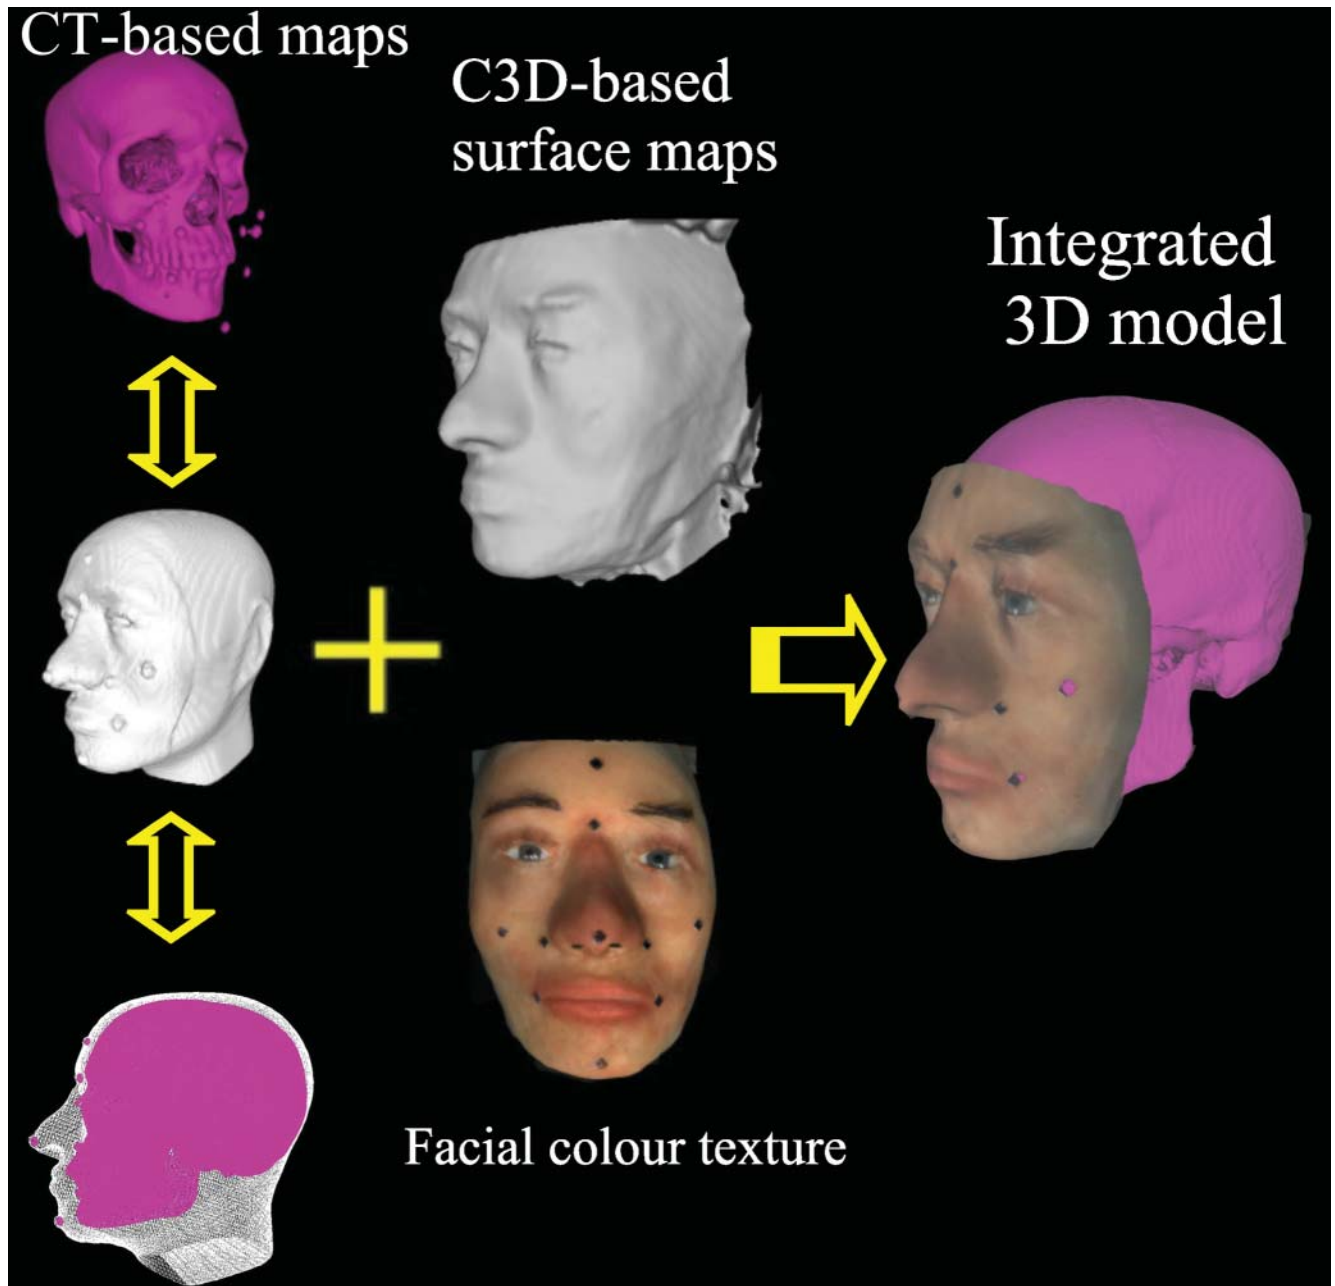 CT-based maps
C3D-based
surface maps
Integrated
3D model
Facial colour texture